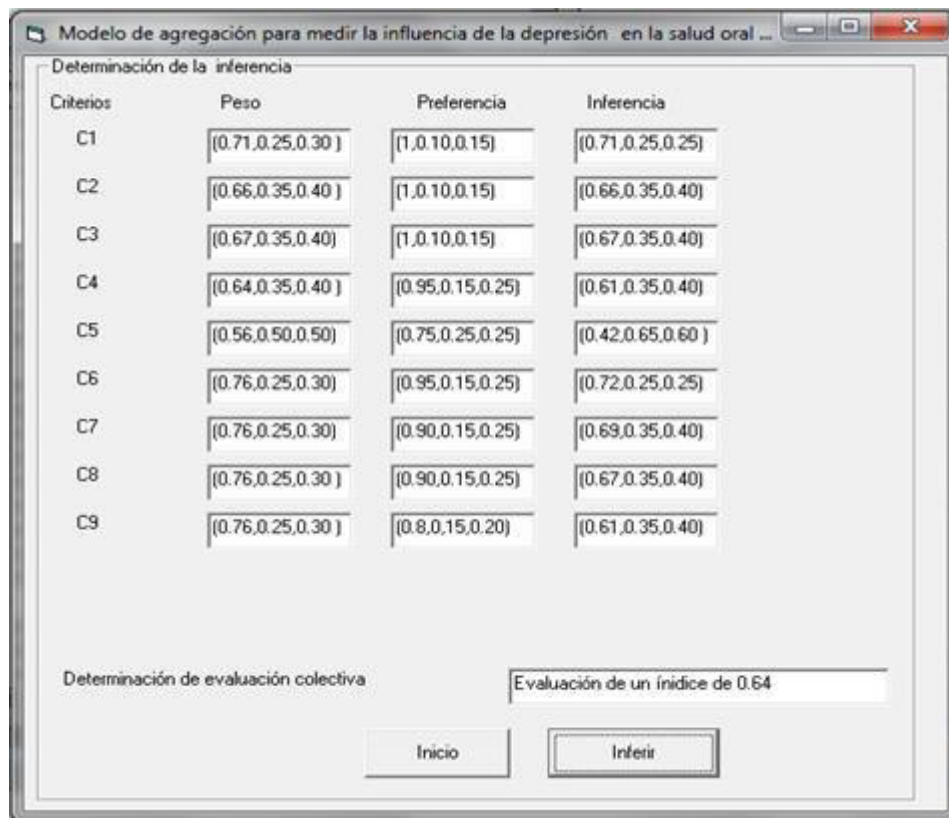 Modelo de agregación para medir la influencia de la depresión en la salud oral ...
Determinación de la inferencia
Criterios Peso Preferencia Inferencia
C1 (0.71,0.25,0.30 ) (1,0.10,0.15) (0.71,0.25,0.25)
C2 (0.66,0.35,0.40 ) (1,0.10,0.15) (0.66,0.35,0.40)
C3 (0.67,0.35,0.40) (1,0.10,0.15) (0.67,0.35,0.40)
C4 (0.64,0.35,0.40 ) (0.95,0.15,0.25) (0.61,0.35,0.40)
C5 (0.56,0.50,0.50) (0.75,0.25,0.25) (0.42,0.65,0.60 )
C6 (0.76,0.25,0.30) (0.95,0.15,0.25) (0.72,0.25,0.25)
C7 (0.76,0.25,0.30) (0.90,0.15,0.25) (0.69,0.35,0.40)
C8 (0.76,0.25,0.30 ) (0.90,0.15,0.25) (0.67,0.35,0.40)
C9 (0.76,0.25,0.30 ) (0.8,0,15,0.20) (0.61,0.35,0.40)
Determinación de evaluación colectiva Evaluación de un ínidice de 0.64
Inicio Inferir